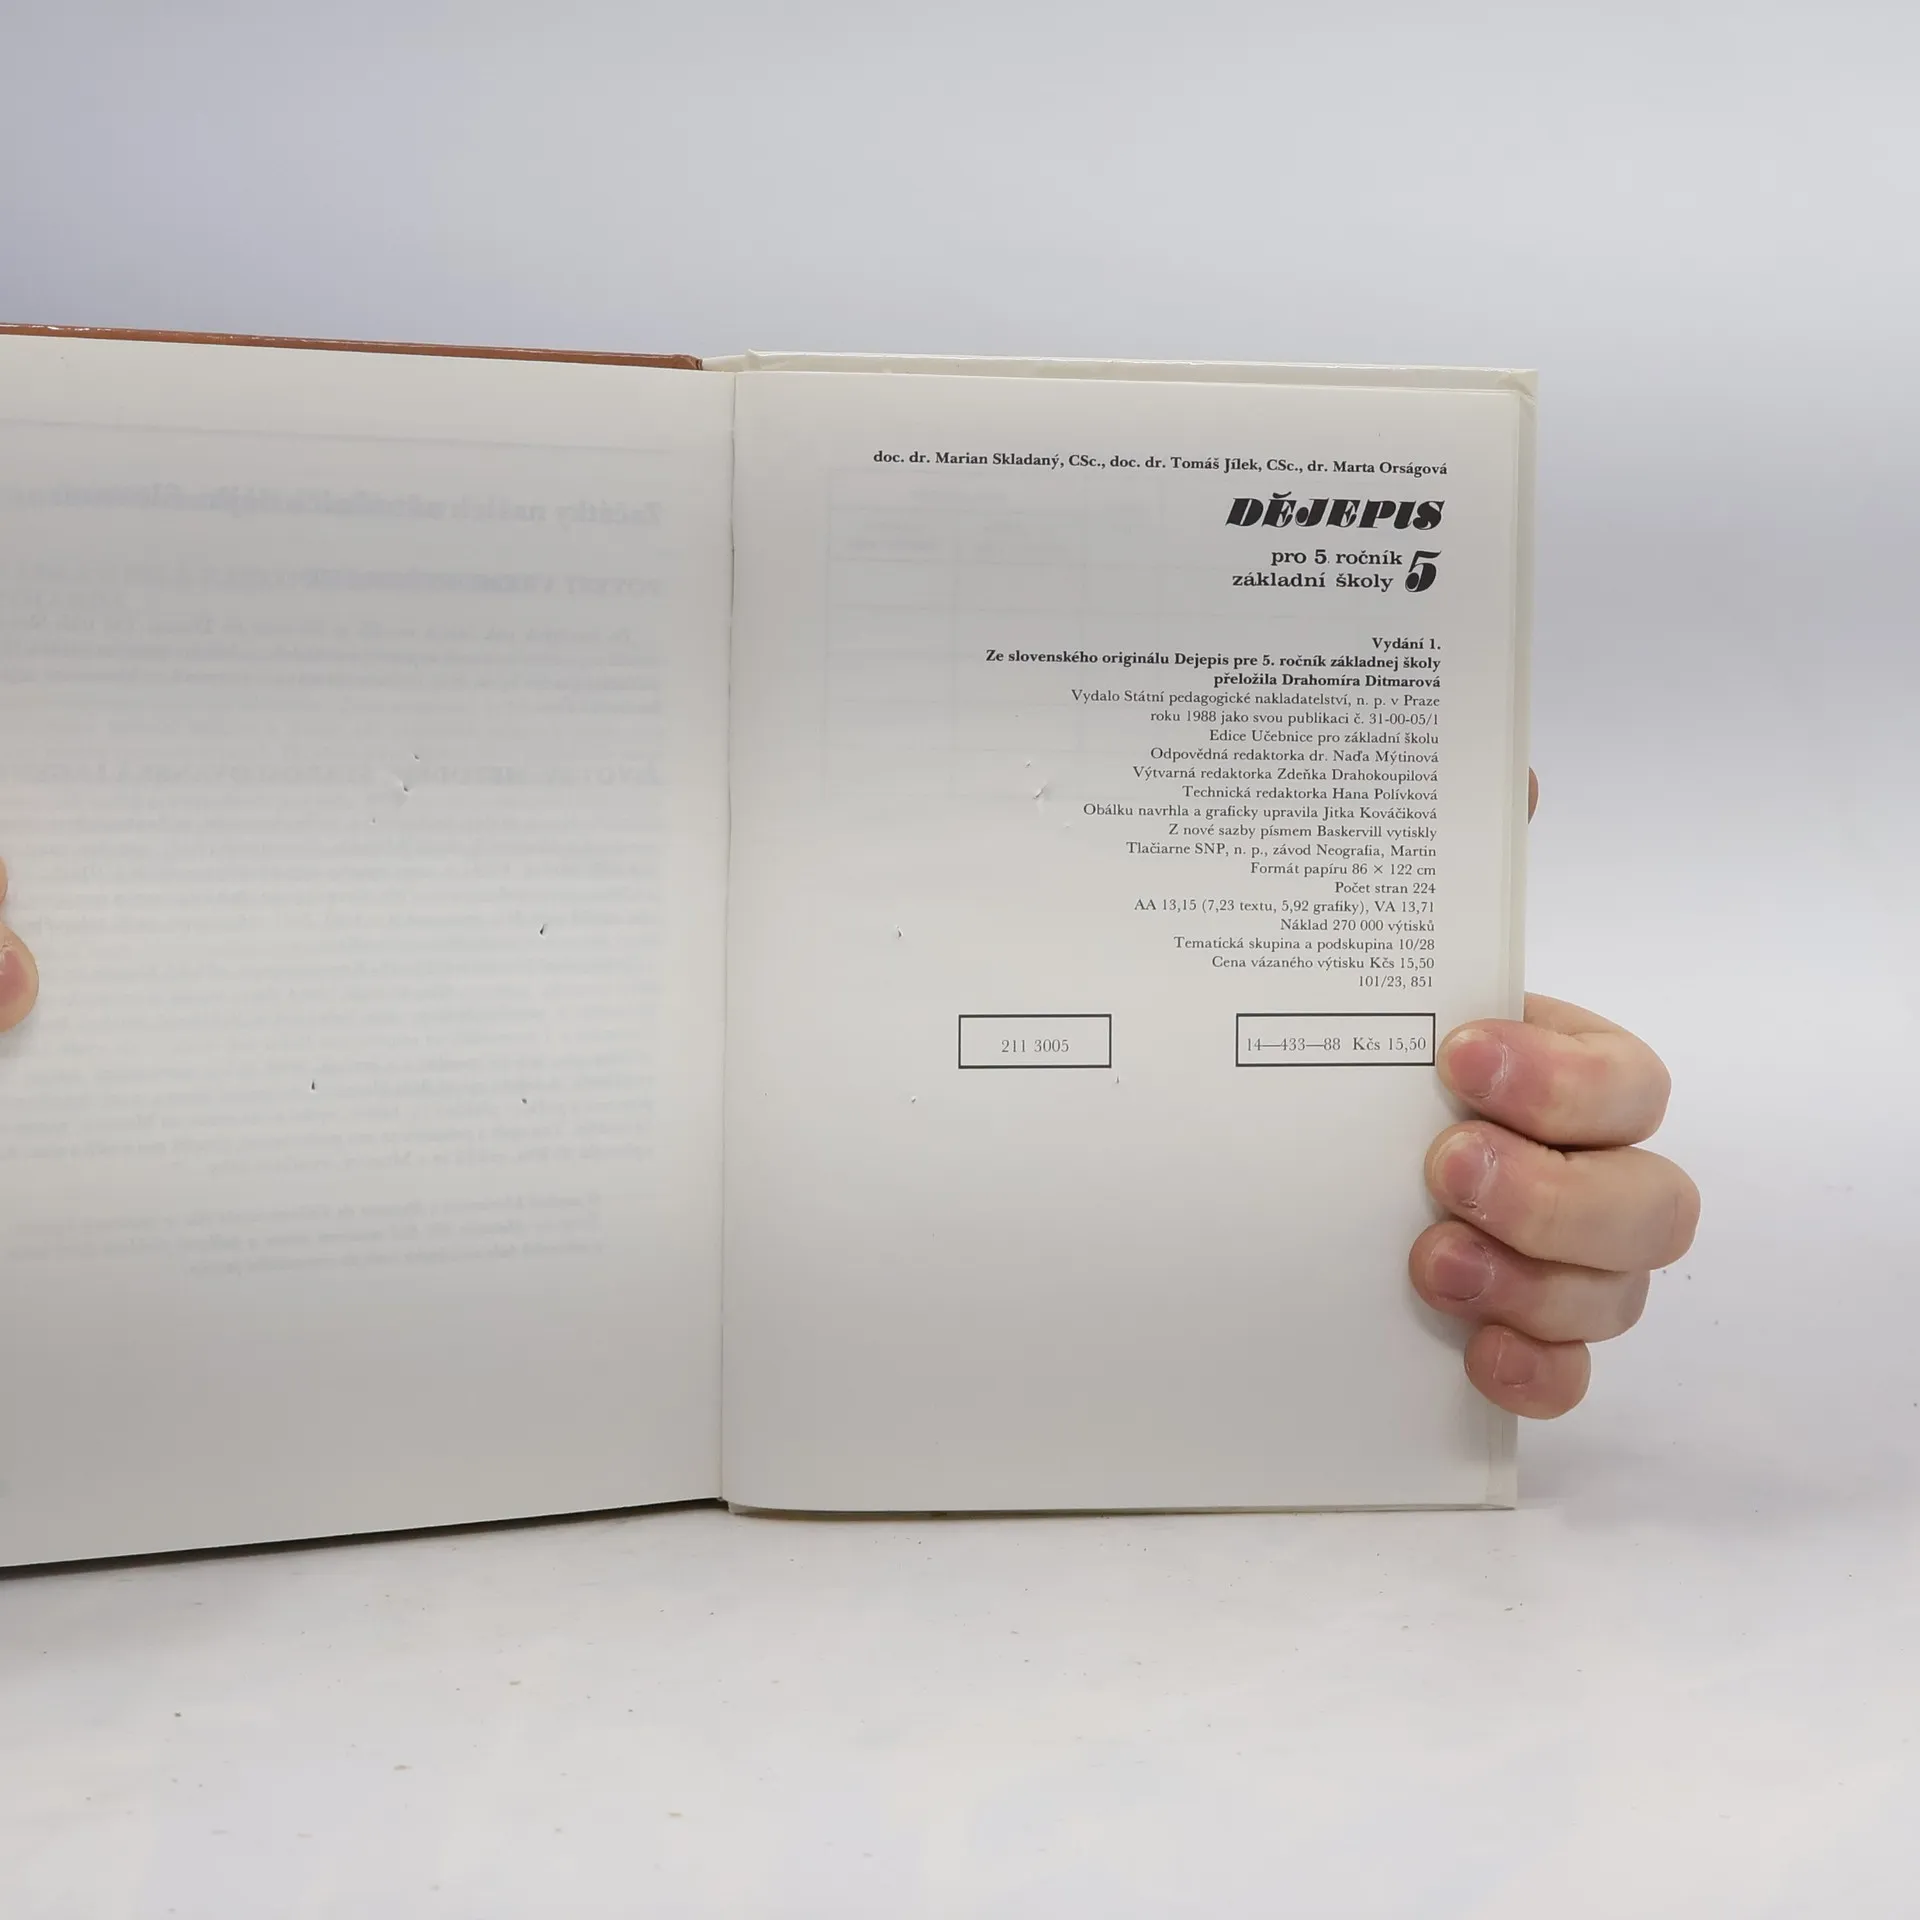 doc. dr. Marian Skladaný, CSc., doc. dr. Tomáš Jílek, CSc., dr. Marta Orságová
DĚJEPIS
pro 5. ročník
základní školy 5
Vydání 1.
Ze slovenského originálu Dejepis pre 5. ročník základnej školy
přeložila Drahomíra Ditmarová
Vydalo Státní pedagogické nakladatelství, n. p. v Praze
roku 1988 jako svou publikaci č. 31-00-05/1
Edice Učebnice pro základní školu
Odpovědná redaktorka dr. Naďa Mýtinová
Výtvarná redaktorka Zdeňka Drahokoupilová
Technická redaktorka Hana Polívková
Obálku navrhla a graficky upravila Jitka Kováčiková
Z nové sazby písmem Baskervill vytiskly
Tlačiarne SNP, n. p., závod Neografia, Martin
Formát papíru 86 × 122 cm
Počet stran 224
AA 13,15 (7,23 textu, 5,92 grafiky), VA 13,71
Náklad 270 000 výtisků
Tematická skupina a podskupina 10/28
Cena vázaného výtisku Kčs 15,50
101/23, 851
211 3005
14—433—88 Kčs 15,50